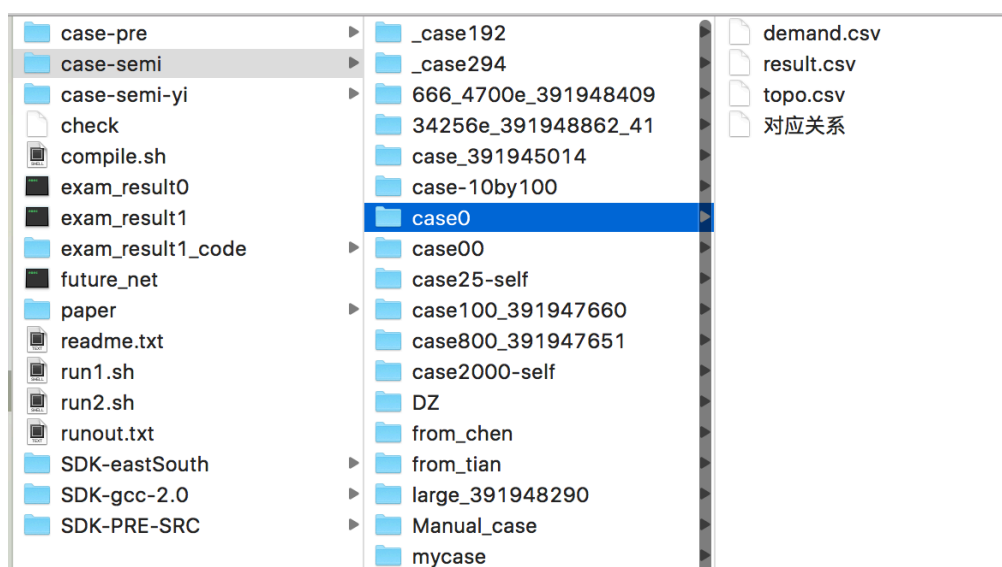 case-pre
case-semi
case-semi-yi
check
compile.sh
exam_result0
exam_result1
exam_result1_code
future_net
paper
readme.txt
run1.sh
run2.sh
runout.txt
SDK-eastSouth
SDK-gcc-2.0
SDK-PRE-SRC
_case192
_case294
666_4700e_391948409
34256e_391948862_41
case_391945014
case-10by100
case0
case00
case25-self
case100_391947660
case800_391947651
case2000-self
DZ
from_chen
from_tian
large_391948290
Manual_case
mycase
demand.csv
result.csv
topo.csv
对应关系